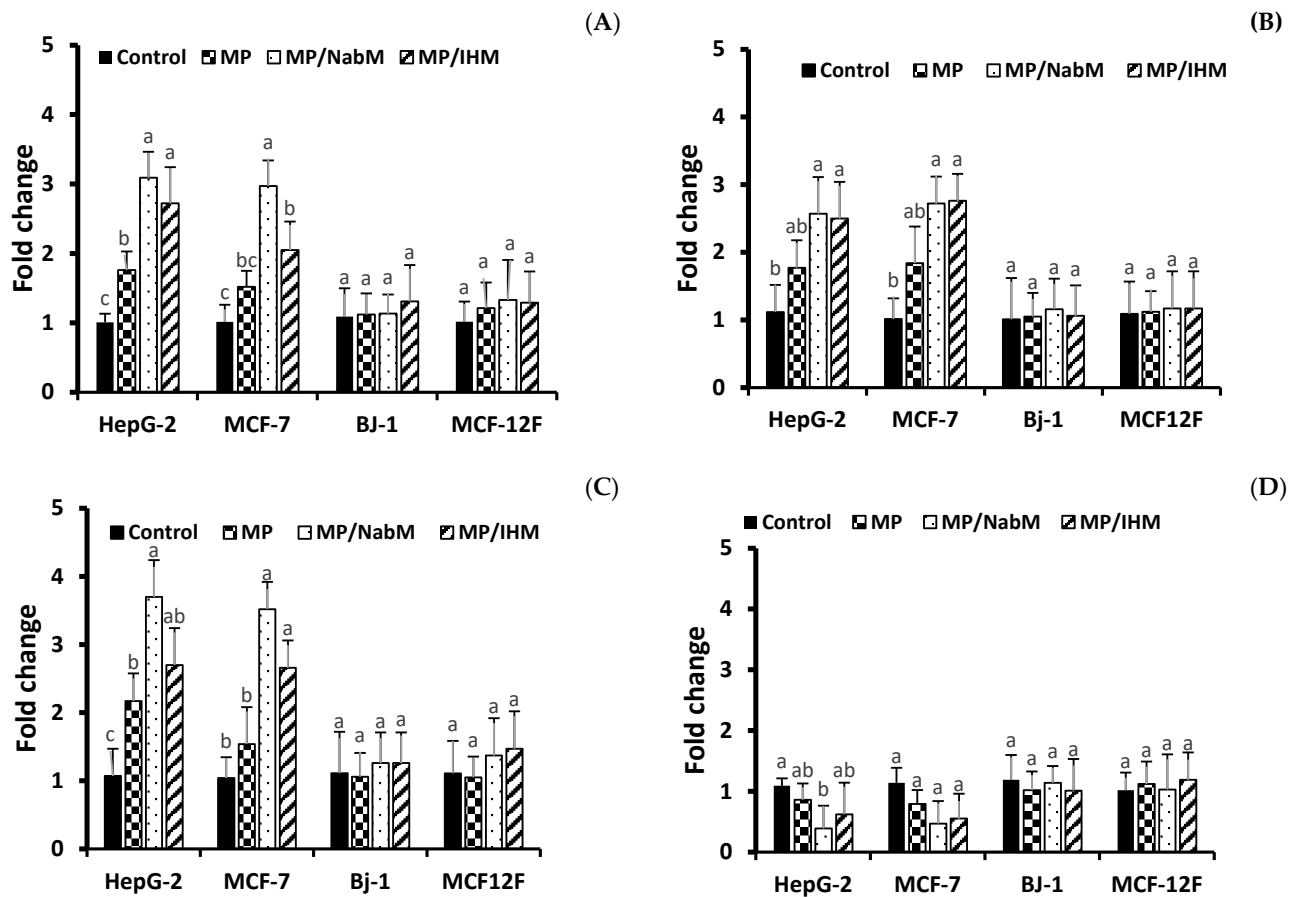 (A)
5
4
3
2
1
0
Fold change
Control MP MP/NabM MP/IHM
c b a a
c bc a b
a a a a
a a a a
HepG-2 MCF-7 BJ-1 MCF-12F
(B)
5
4
3
2
1
0
Fold change
Control MP MP/NabM MP/IHM
b ab a a
b ab a a
a a a a
a a a a
HepG-2 MCF-7 Bj-1 MCF12F
(C)
5
4
3
2
1
0
Fold change
Control MP MP/NabM MP/IHM
c b a ab
b b a a
a a a a
a a a a
HepG-2 MCF-7 Bj-1 MCF12F
(D)
5
4
3
2
1
0
Fold change
Control MP MP/NabM MP/IHM
a ab b ab
a a a a
a a a a
a a a a
HepG-2 MCF-7 BJ-1 MCF-12F